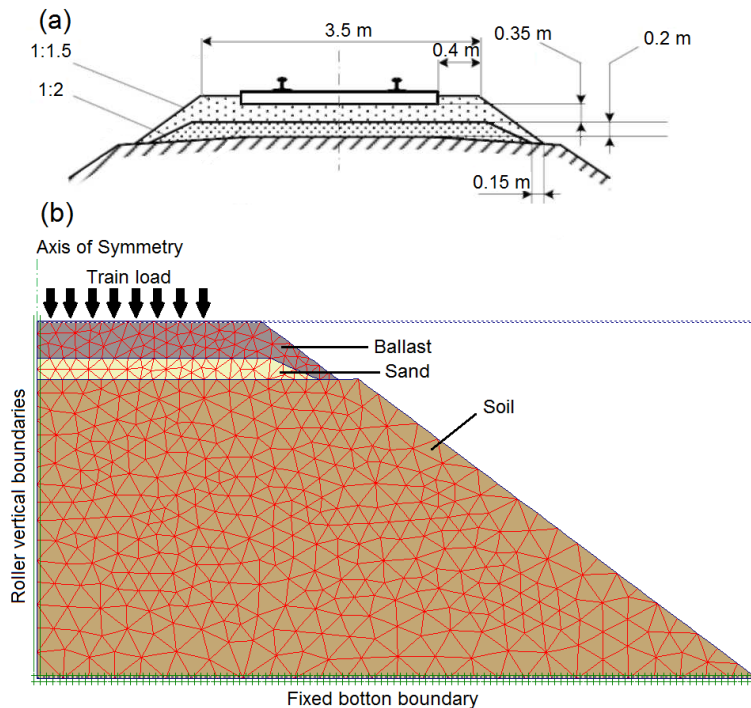 (a)
3.5 m
0.35 m
0.2 m
0.4 m
1:1.5
1:2
0.15 m
(b)
Axis of Symmetry
Train load
Ballast
Sand
Soil
Roller vertical boundaries
Fixed botton boundary